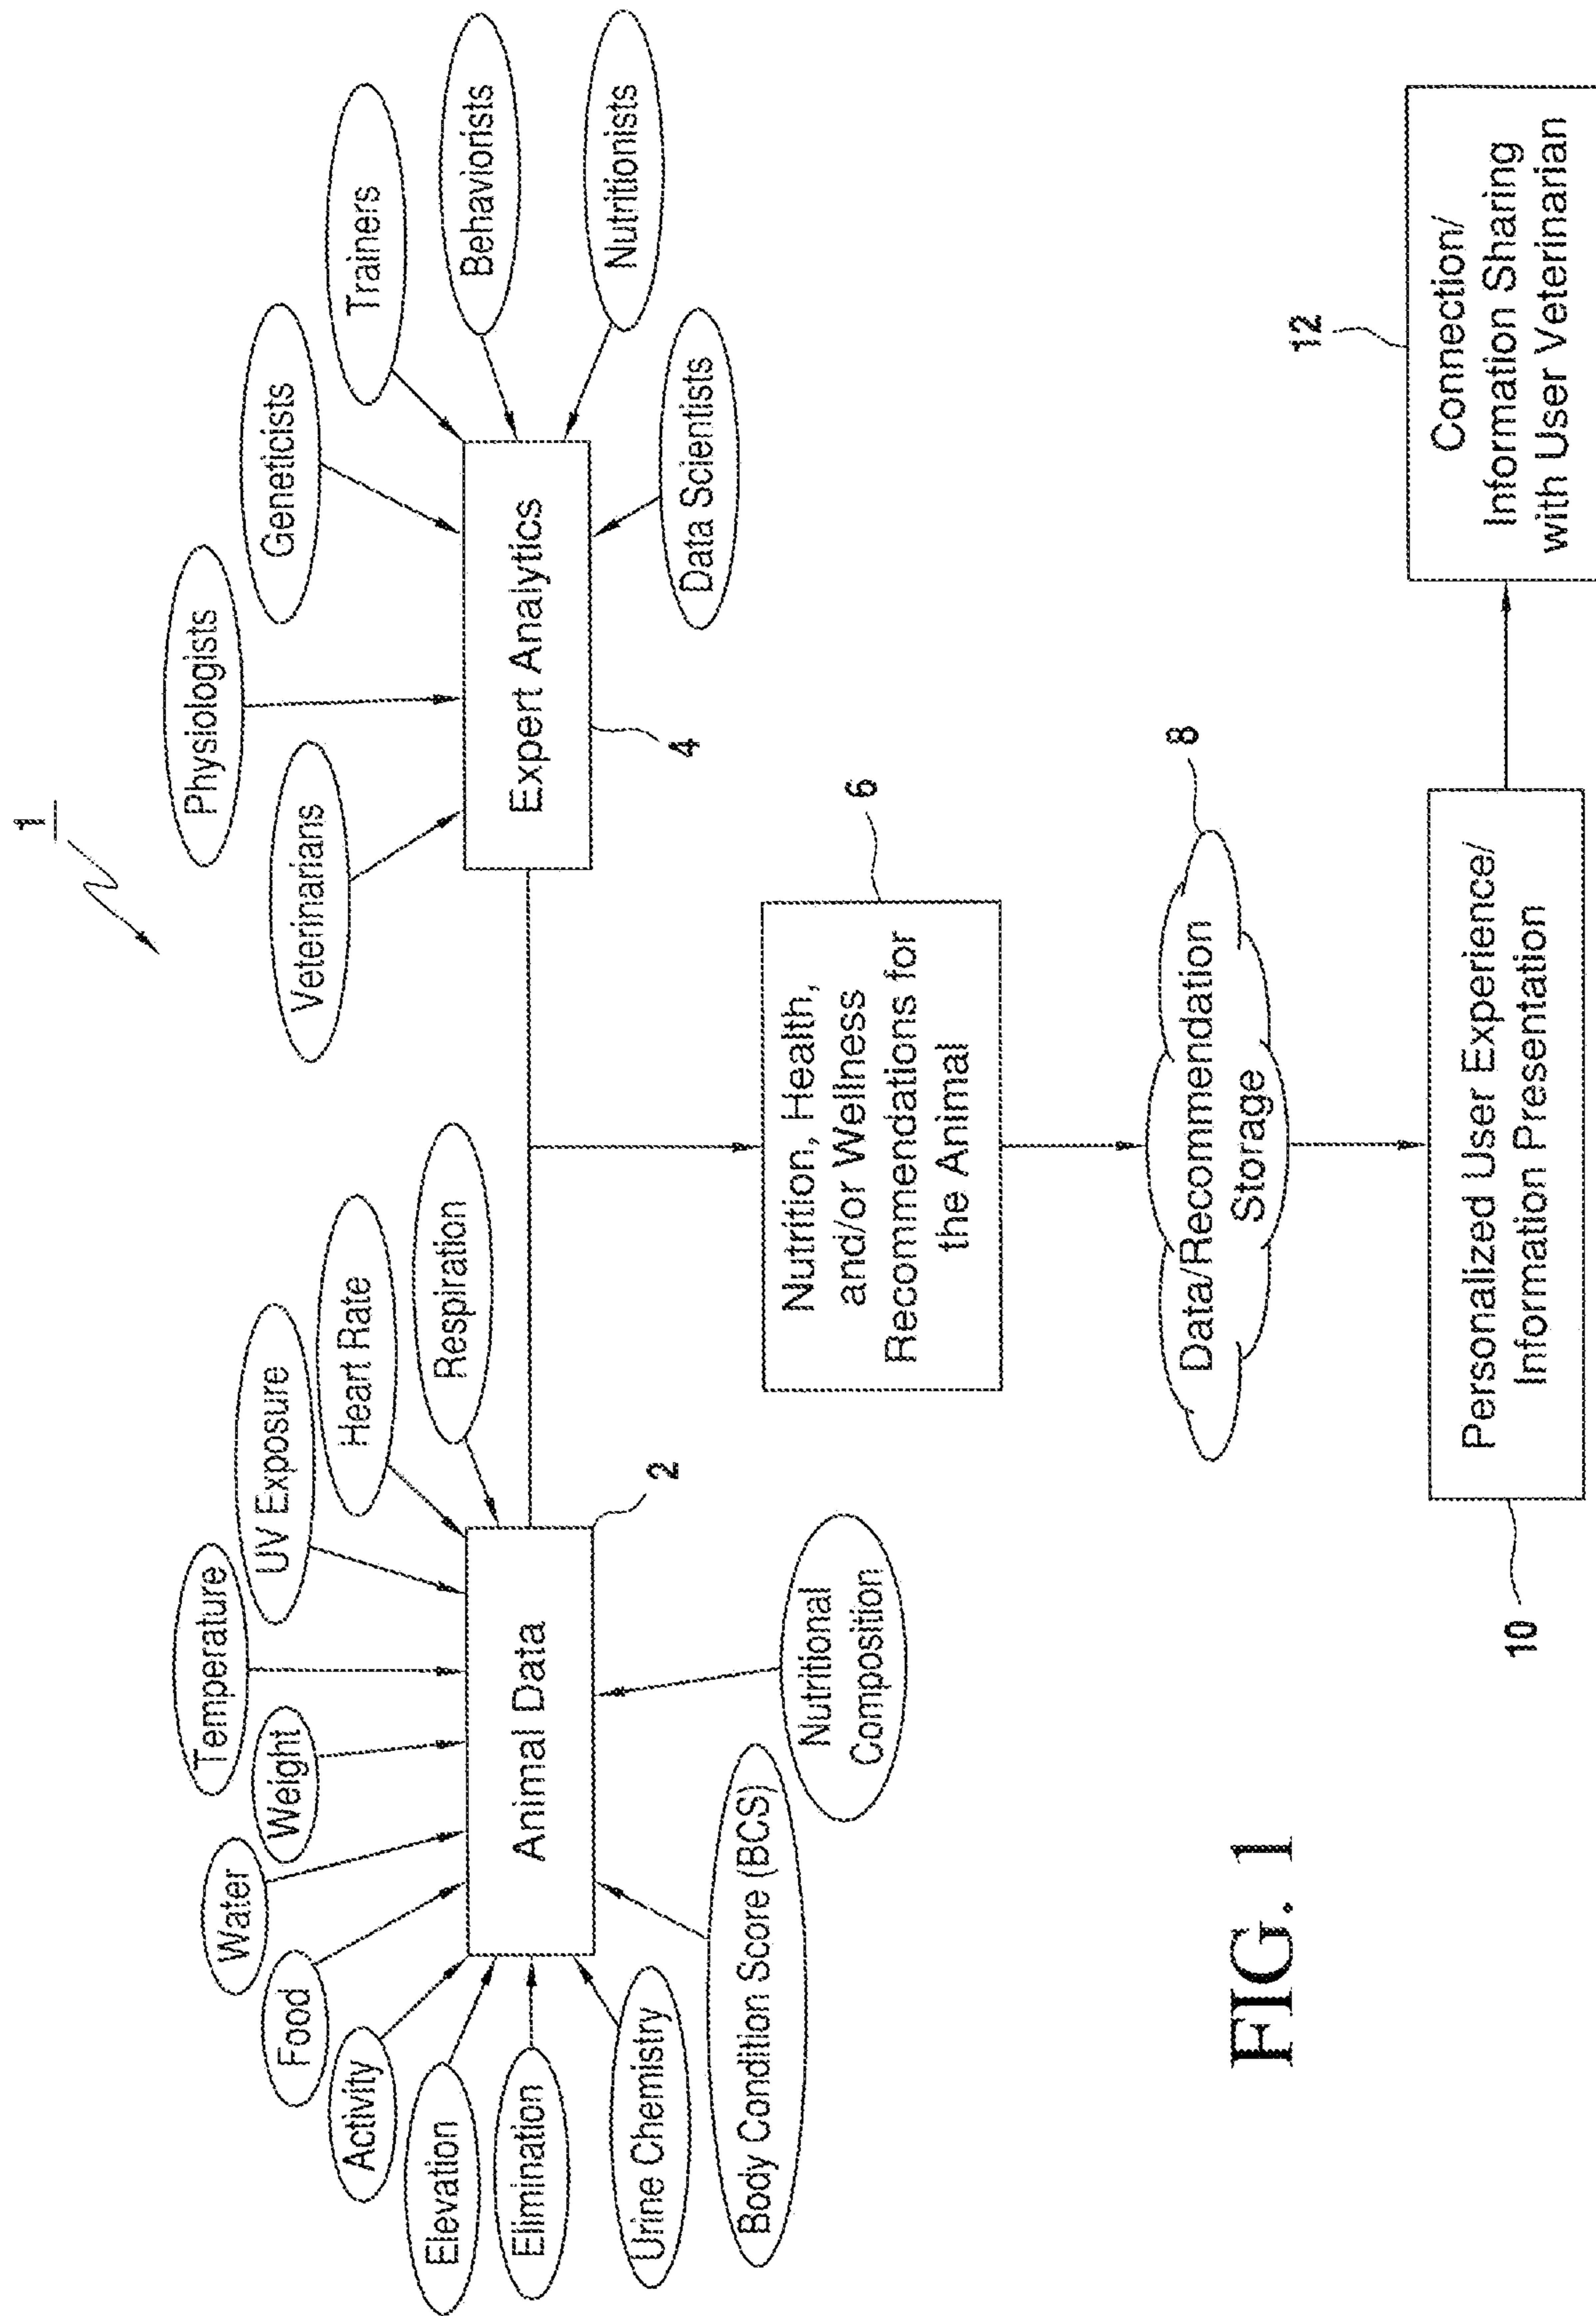 1
Temperature
UV Exposure
Heart Rate
Respiration
Weight
Water
Food
Activity
Elevation
Elimination
Urine Chemistry
Body Condition Score (BCS)
Nutritional
Composition
Animal Data
2
Veterinarians
Physiologists
Geneticists
Trainers
Behaviorists
Nutritionists
Data Scientists
Expert Analytics
4
Nutrition, Health,
and/or Wellness
Recommendations for
the Animal
6
Data/Recommendation
Storage
8
Personalized User Experience/
Information Presentation
10
Connection/
Information Sharing
with User Veterinarian
12
FIG. 1